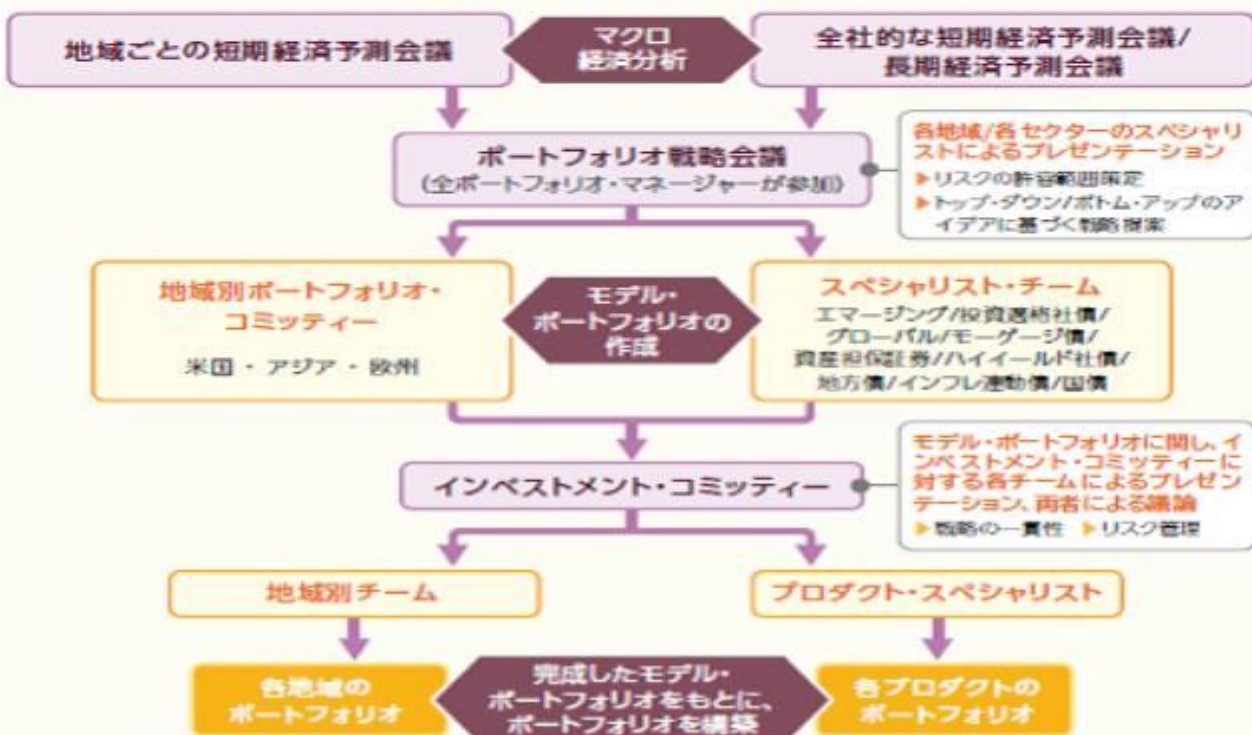 地域ごとの短期経済予測会議
マクロ
経済分析
全社的な短期経済予測会議/
長期経済予測会議
ポートフォリオ戦略会議
(全ポートフォリオ・マネージャーが参加)
各地域/各セクターのスペシャリ
ストによるプレゼンテーション
▶リスクの許容範囲策定
▶トップ・ダウン/ボトム・アップのア
イデアに基づく戦略提案
地域別ポートフォリオ・
コミッティー
米国 ・ アジア ・ 欧州
モデル・
ポートフォリオの
作成
スペシャリスト・チーム
エマージング/投資適格社債/
グローバル/モーゲージ債/
資産担保証券/ハイイールド社債/
地方債/インフレ連動債/国債
インベストメント・コミッティー
モデル・ポートフォリオに関し、イ
ンベストメント・コミッティーに
対する各チームによるプレゼン
テーション、両者による議論
▶戦略の一貫性 ▶リスク管理
地域別チーム
プロダクト・スペシャリスト
各地域の
ポートフォリオ
完成したモデル・
ポートフォリオをもとに、
ポートフォリオを構築
各プロダクトの
ポートフォリオ